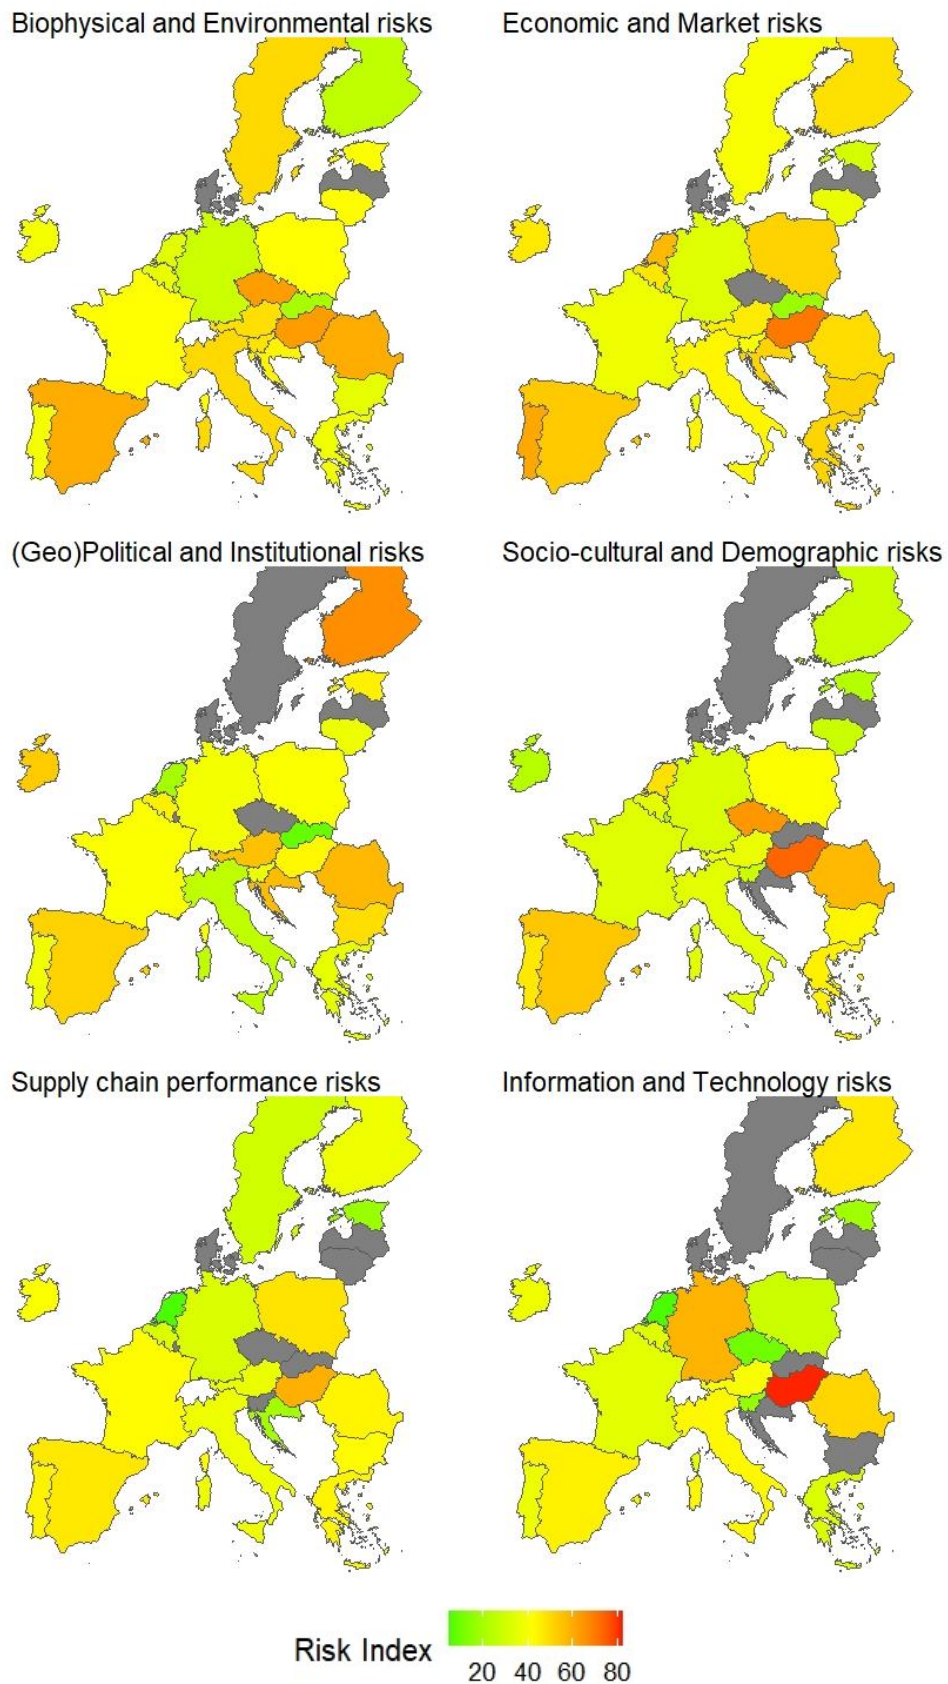 Biophysical and Environmental risks
Economic and Market risks
(Geo)Political and Institutional risks
Socio-cultural and Demographic risks
Supply chain performance risks
Information and Technology risks
Risk Index
20 40 60 80